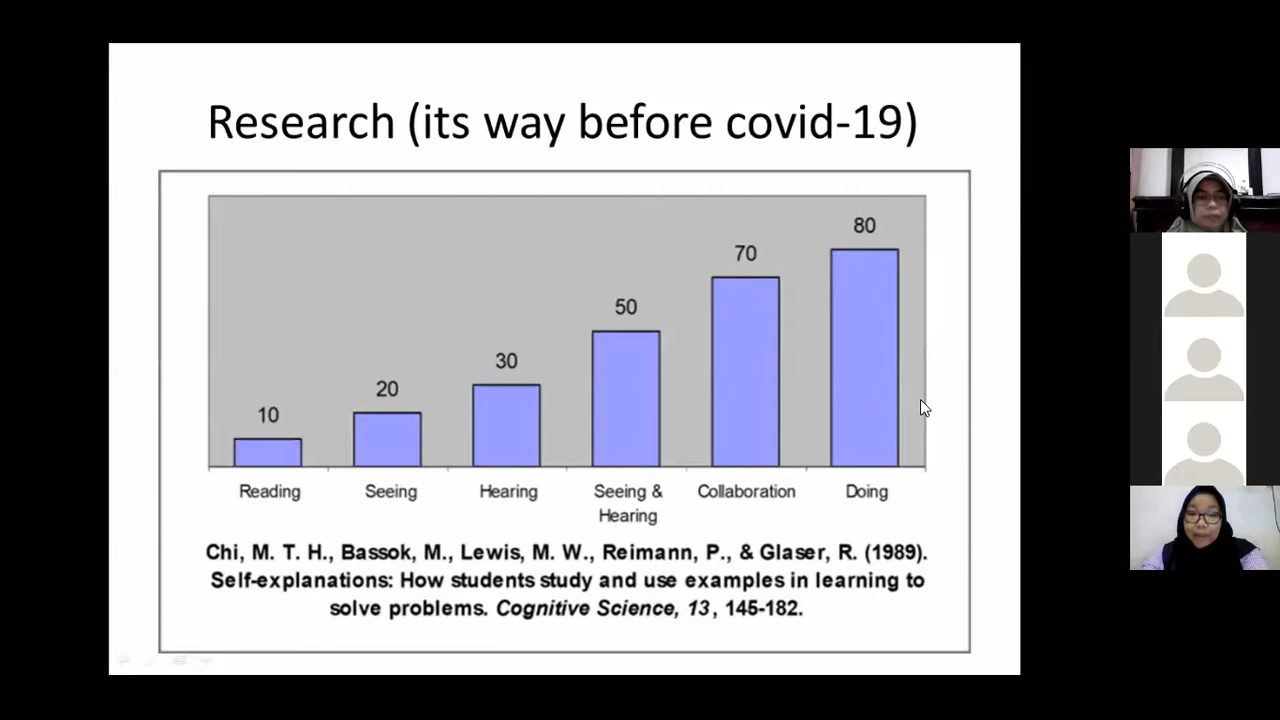 Research (its way before covid-19)
10
20
30
50
70
80
Reading
Seeing
Hearing
Seeing &
Hearing
Collaboration
Doing
Chi, M. T. H., Bassok, M., Lewis, M. W., Reimann, P., & Glaser, R. (1989).
Self-explanations: How students study and use examples in learning to
solve problems. Cognitive Science, 13, 145-182.